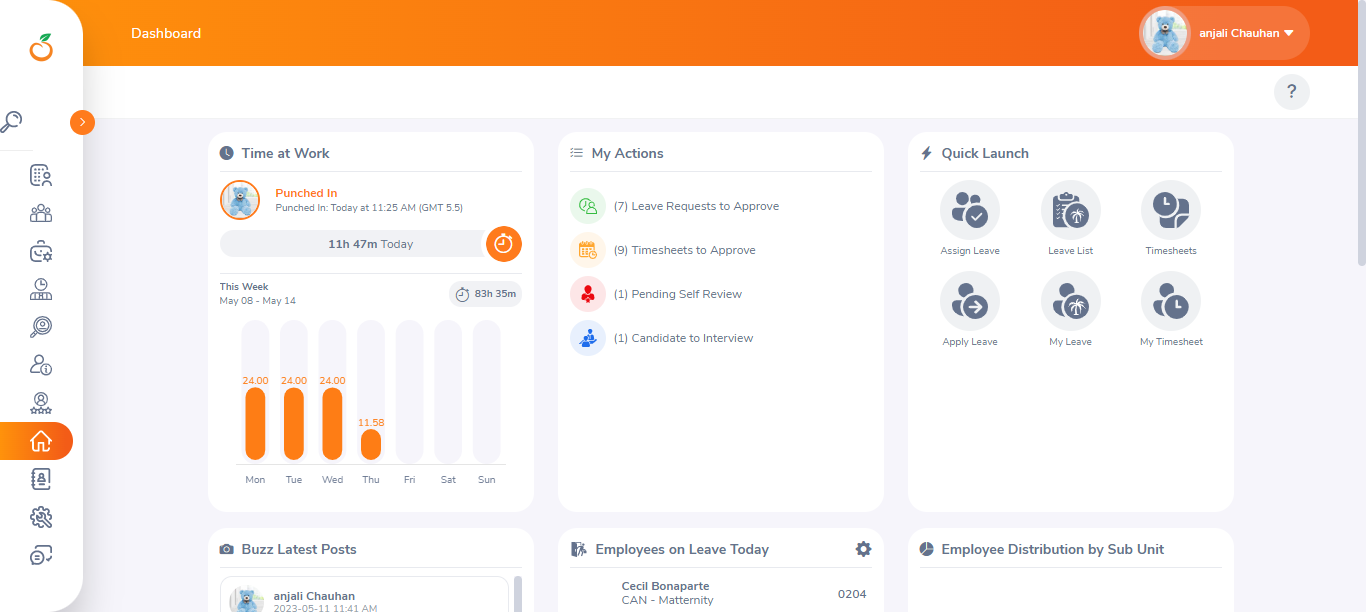 Dashboard
anjali Chauhan
?
Time at Work
Punched In
Punched In: Today at 11:25 AM (GMT 5.5)
11h 47m Today
This Week
May 08 - May 14
83h 35m
24.00 24.00 24.00 11.58
Mon Tue Wed Thu Fri Sat Sun
My Actions
(7) Leave Requests to Approve
(9) Timesheets to Approve
(1) Pending Self Review
(1) Candidate to Interview
Quick Launch
Assign Leave Leave List Timesheets
Apply Leave My Leave My Timesheet
Buzz Latest Posts
anjali Chauhan
2023-05-11 11:41 AM
Employees on Leave Today
Cecil Bonaparte
CAN - Matternity
0204
Employee Distribution by Sub Unit